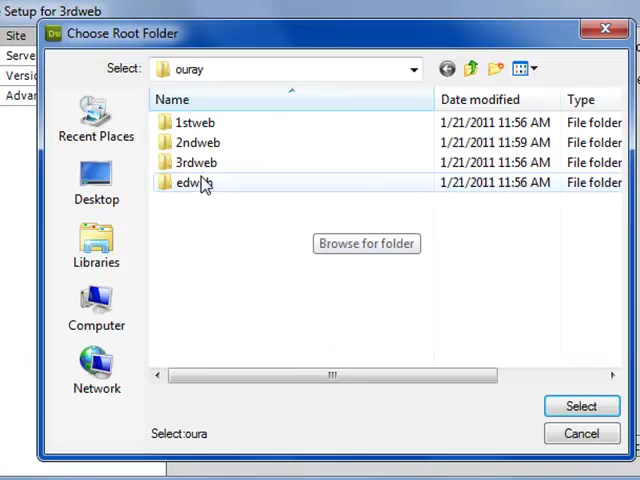 Setup for 3rdweb
Site
Choose Root Folder
Select: ouray
Name Date modified Type
1stweb 1/21/2011 11:56 AM File folder
2ndweb 1/21/2011 11:59 AM File folder
3rdweb 1/21/2011 11:56 AM File folder
edweb 1/21/2011 11:56 AM File folder
Recent Places
Desktop
Libraries
Computer
Network
Browse for folder
Select
Cancel
Select:oura